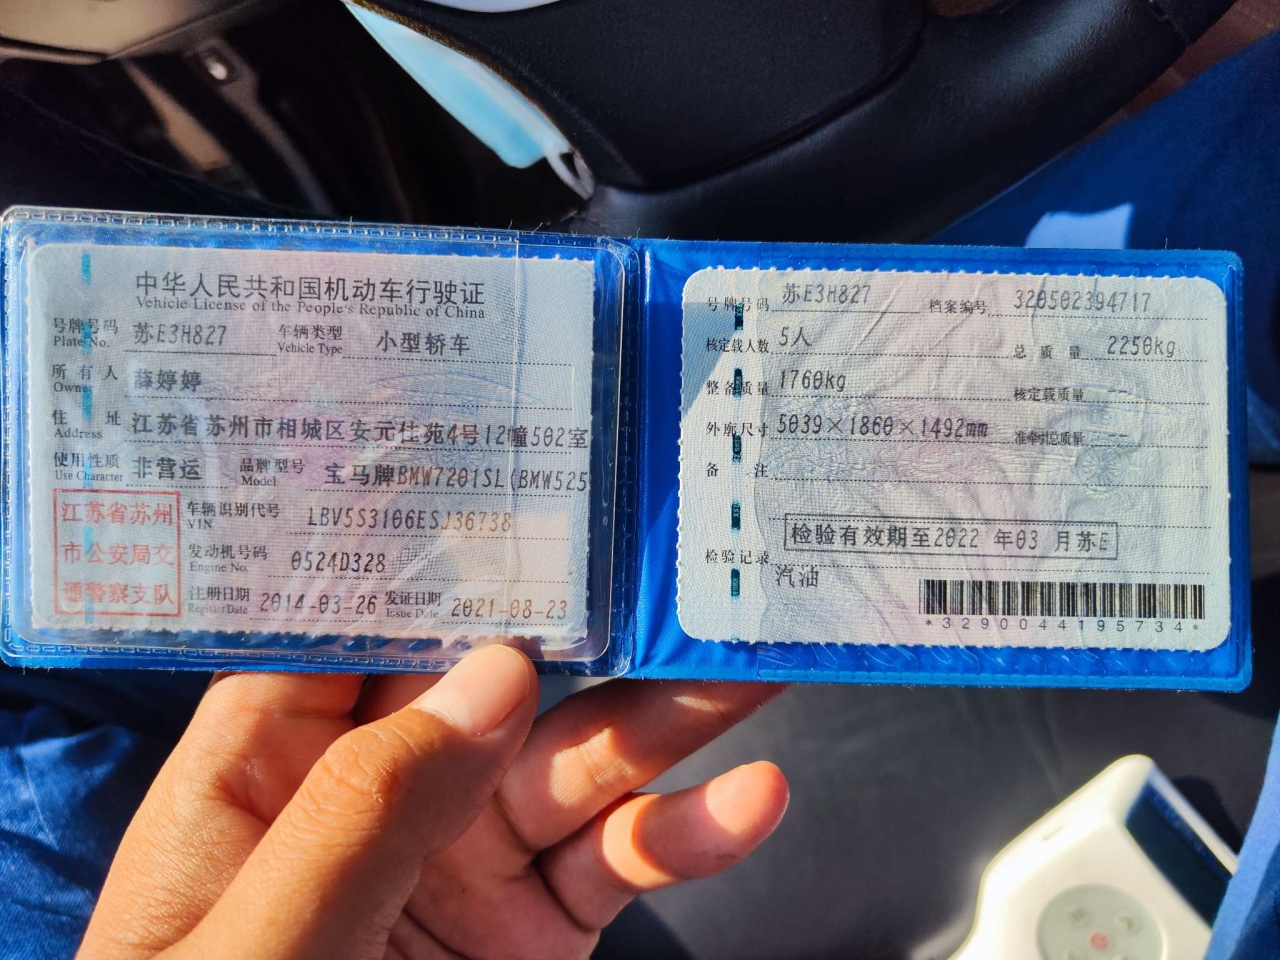 中华人民共和国机动车行驶证
Vehicle License of the People's Republic of China
号牌号码 苏E3H827 车辆类型 小型轿车
Plate No. Vehicle Type
所有人 薛婷婷
Owner
住址 江苏省苏州市相城区安元佳苑4号12幢502室
Address
使用性质 非营运 品牌型号 宝马牌BMW7201SL(BMW525
Use Character Model
江苏省苏州
市公安局交
通警察支队
车辆识别代号 LBV5S3106ESJ36738
VIN
发动机号码 0524D328
Engine No.
注册日期 2014-03-26 发证日期 2021-08-23
Register Date Issue Date
号牌号码 苏E3H827 档案编号 320502394717
核定载人数 5人 总质量 2250kg
整备质量 1760kg 核定载质量 --
外廓尺寸 5039×1860×1492mm 准牵引总质量 --
备注
检验有效期至2022年03月苏E
检验记录
汽油
*3290044195734*